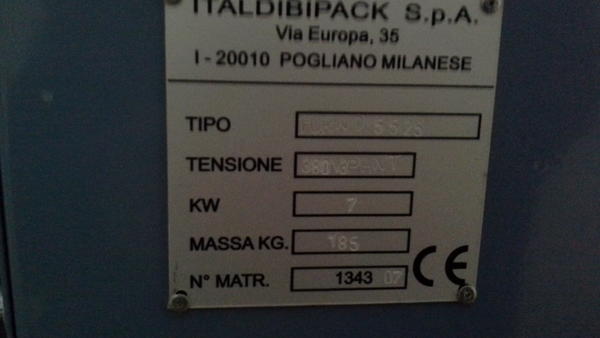 ITALDIBIPACK S.p.A.
Via Europa, 35
I - 20010 POGLIANO MILANESE
TIPO
TENSIONE
KW 7
MASSA KG. 185
N° MATR. 1343 07
CE